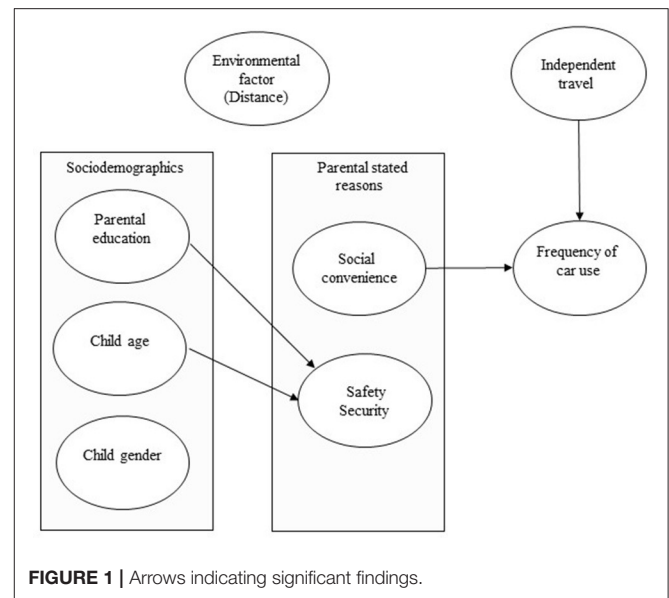 Environmental
factor
(Distance)
Independent
travel
Sociodemographics
Parental
education
Child age
Child gender
Parental stated
reasons
Social
convenience
Safety
Security
Frequency of
car use
FIGURE 1 | Arrows indicating significant findings.